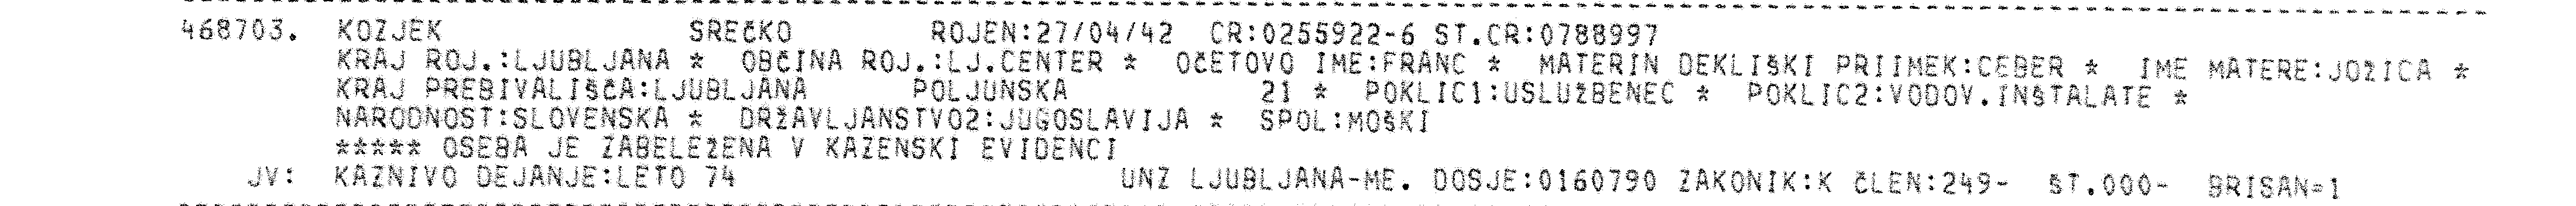 468703. KOZJEK SREČKO ROJEN:27/04/42 CR:0255922-6 ST.CR:0788997
KRAJ ROJ.:LJUBLJANA * OBČINA ROJ.:LJ.CENTER * OČETOVO IME:FRANC * MATERIN DEKLIŠKI PRIIMEK:CEBER * IME MATERE:JOŽICA *
KRAJ PREBIVALIŠČA:LJUBLJANA POLJUNSKA 21 * POKLIC1:USLUŽBENEC * POKLIC2:VODOV.INŠTALATE *
NARODNOST:SLOVENSKA * DRŽAVLJANSTVO2:JUGOSLAVIJA * SPOL:MOŠKI
***** OSEBA JE ZABELEŽENA V KAZENSKI EVIDENCI
JV: KAZNIVO DEJANJE:LETO 74 UNZ LJUBLJANA-ME. DOSJE:0160790 ZAKONIK:K ČLEN:249- ŠT.000- BRISAN=1